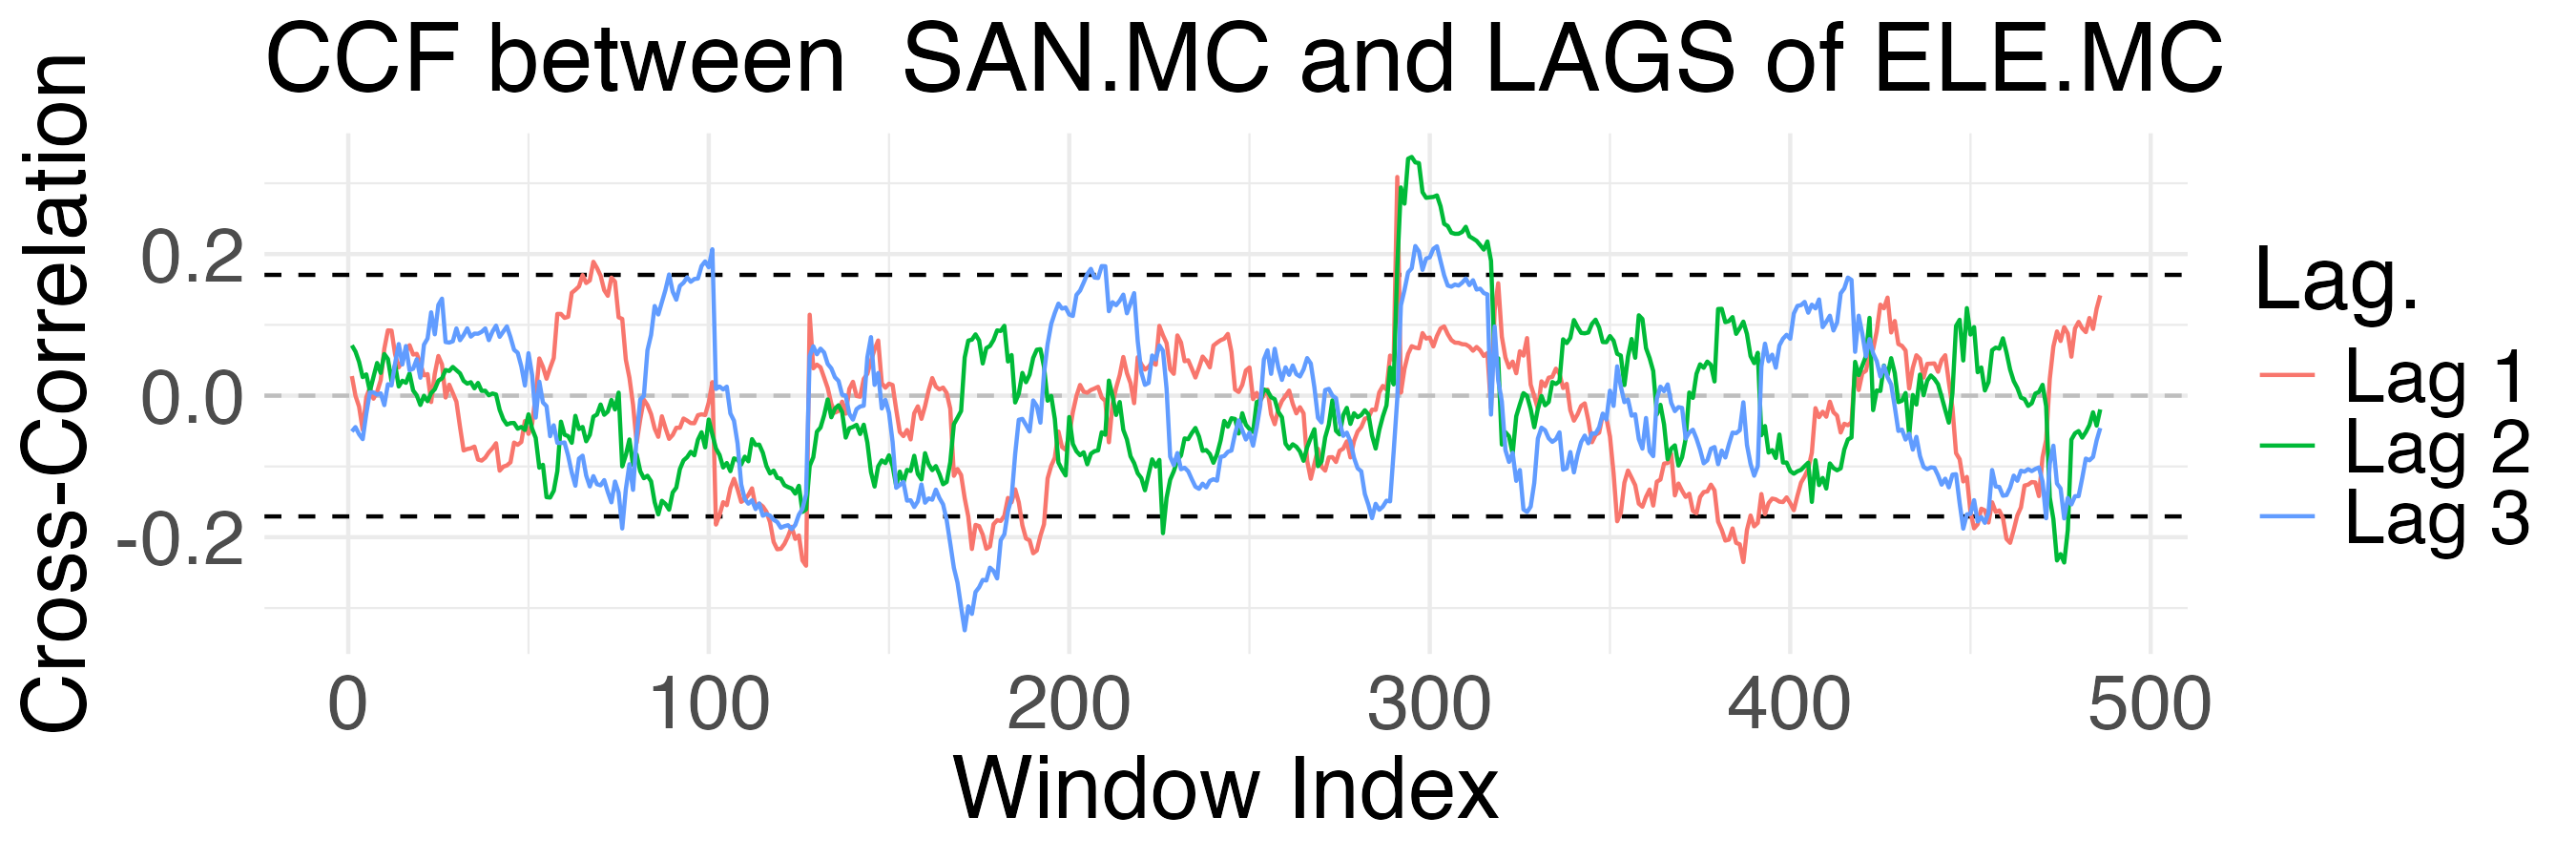 CCF between  SAN.MC and LAGS of ELE.MC
Cross-Correlation
0.2
0.0
-0.2
0 100 200 300 400 500
Window Index
Lag.
Lag 1
Lag 2
Lag 3